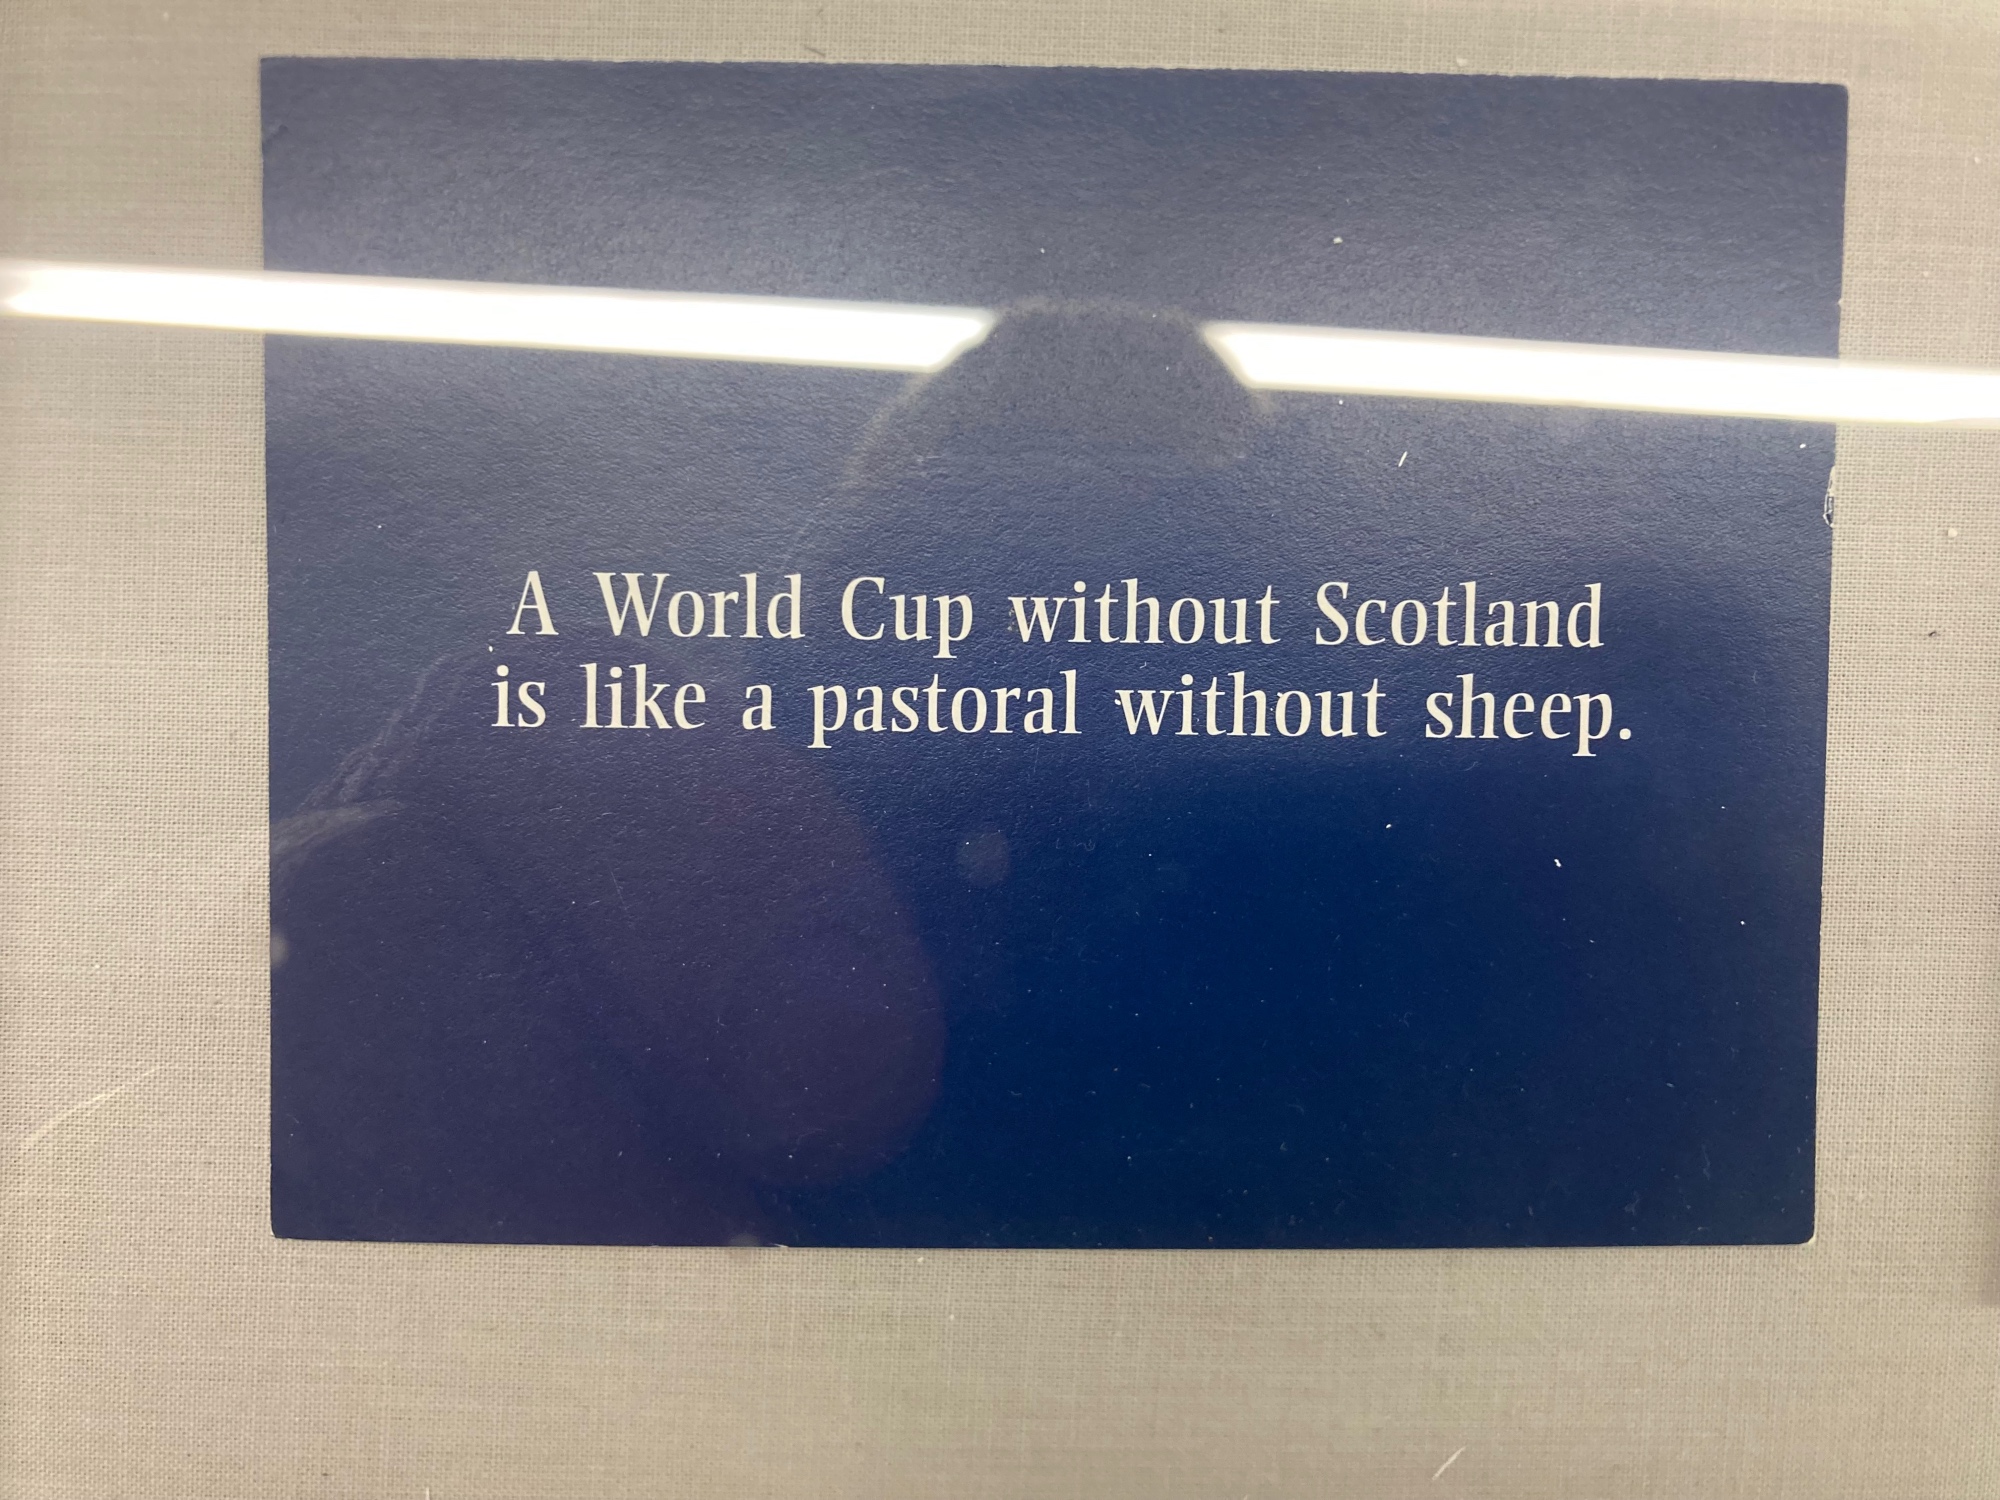 A World Cup without Scotland
is like a pastoral without sheep.